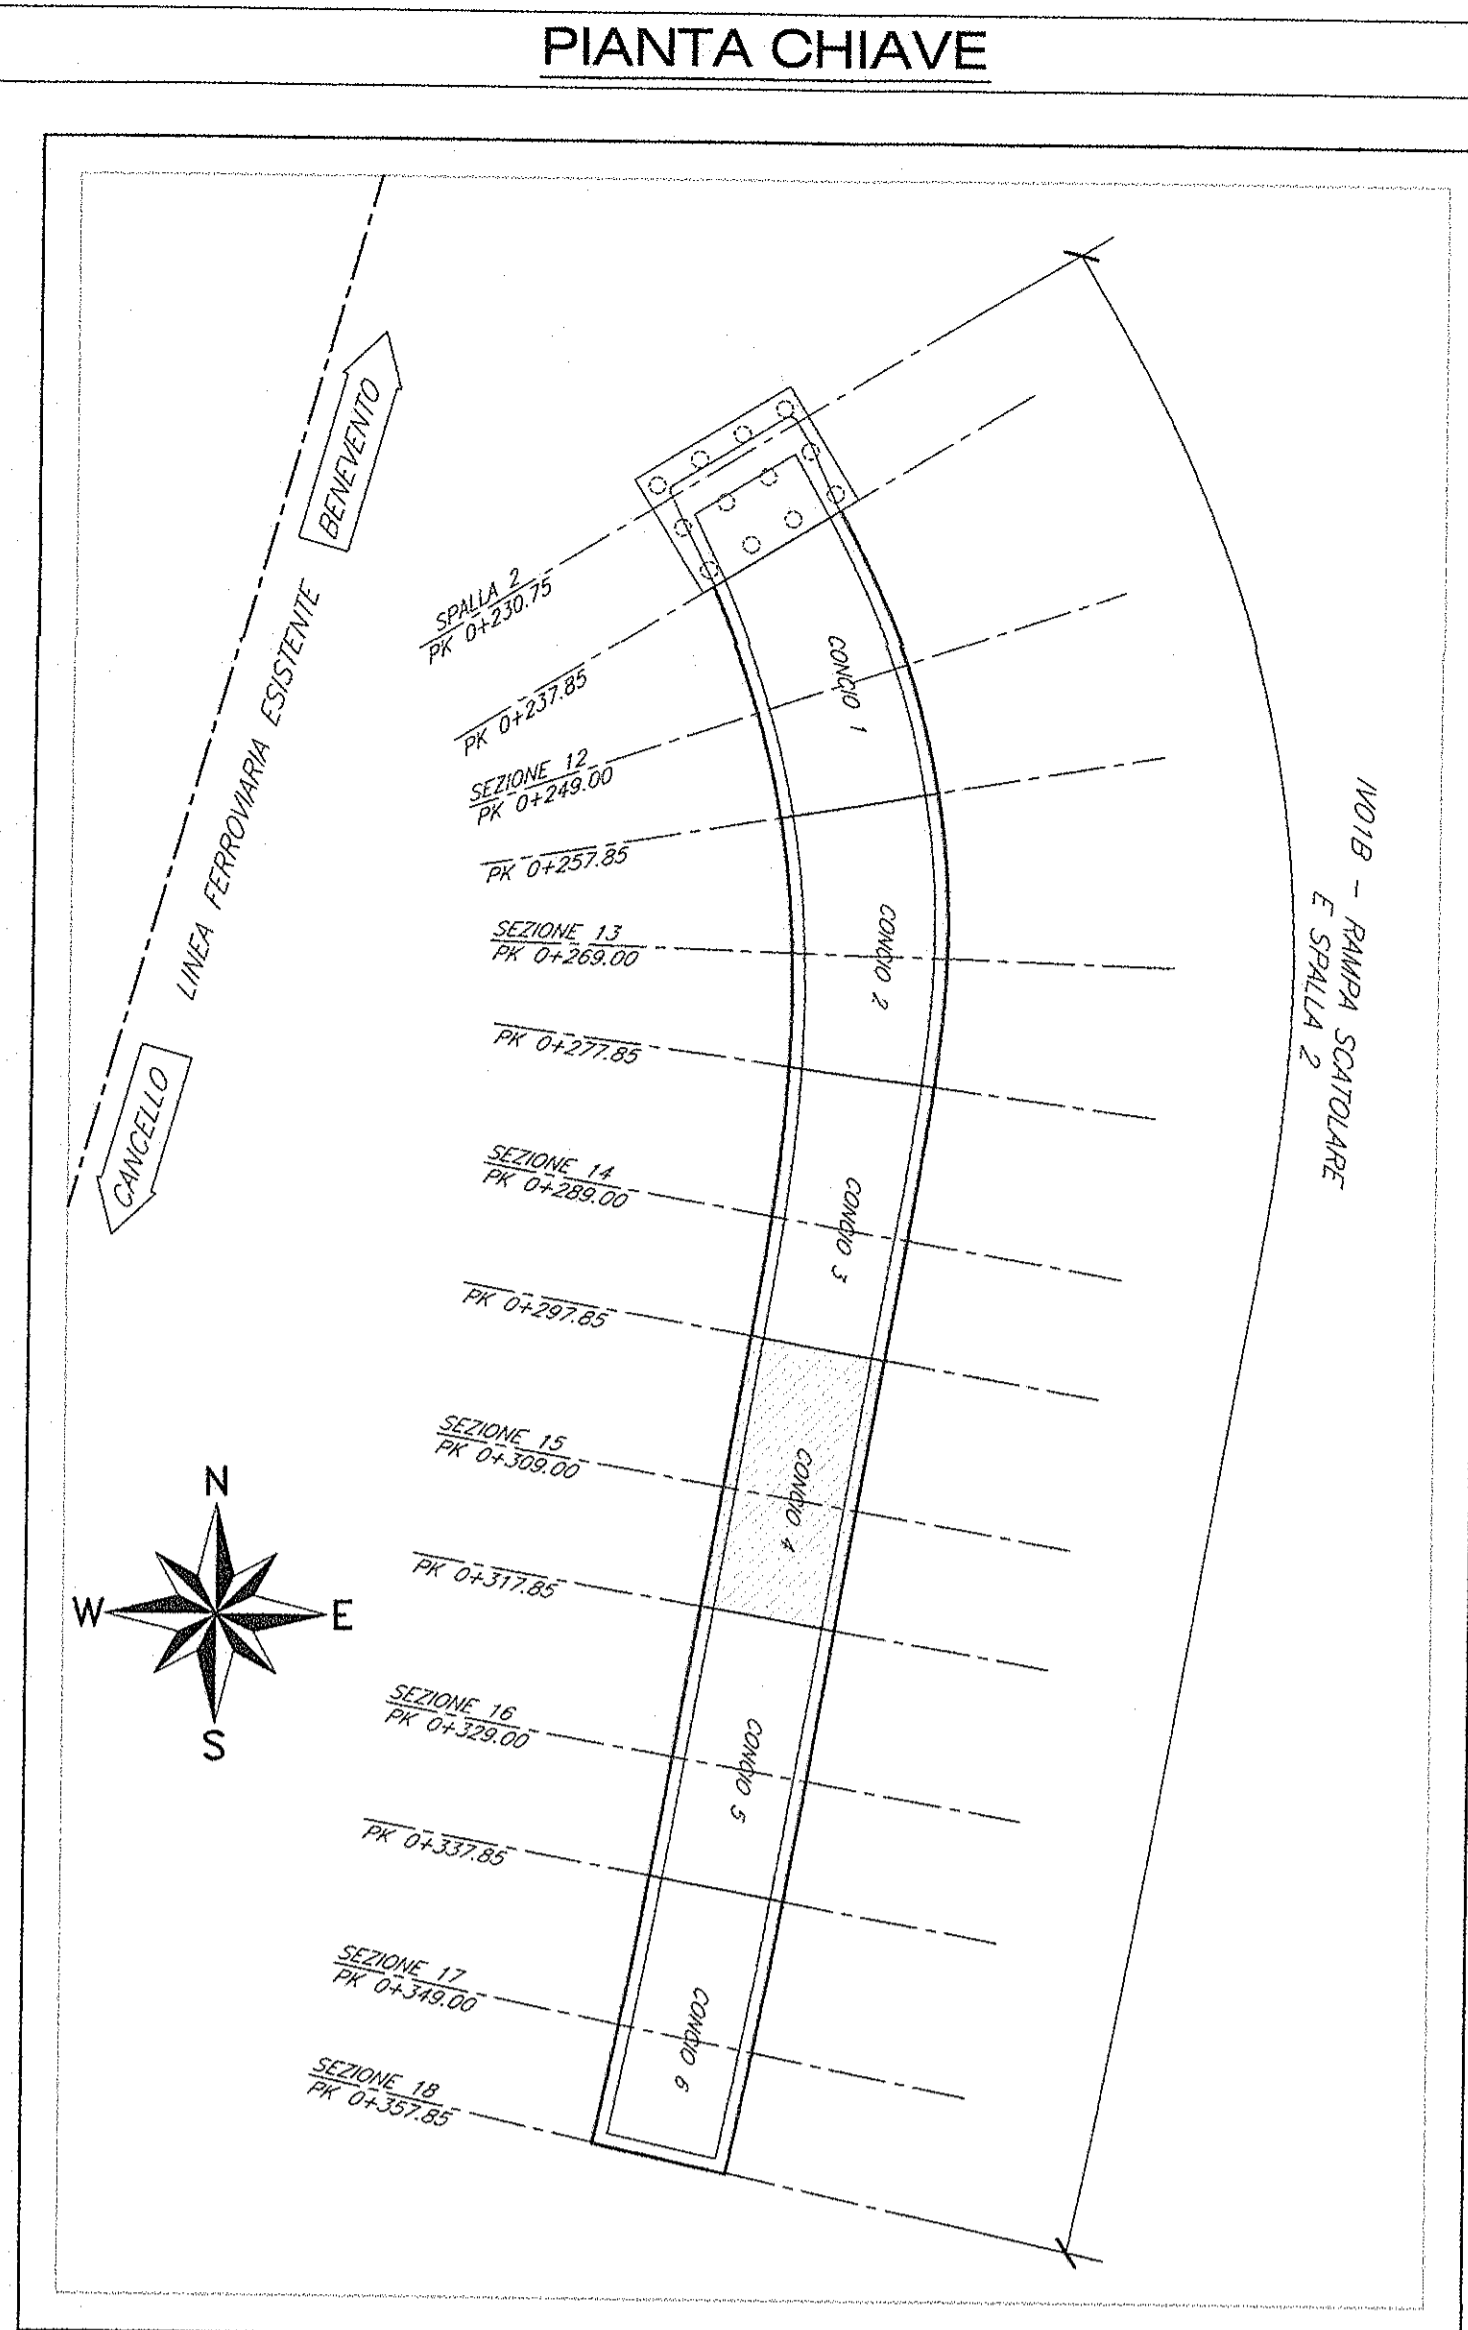 PIANTA CHIAVE
BENEVENTO
LINEA FERROVIARIA ESISTENTE
CANCELLO
SPALLA 2
PK 0+230.75
PK 0+237.85
SEZIONE 12
PK 0+249.00
PK 0+257.85
SEZIONE 13
PK 0+269.00
PK 0+277.85
SEZIONE 14
PK 0+289.00
PK 0+297.85
SEZIONE 15
PK 0+309.00
PK 0+317.85
SEZIONE 16
PK 0+329.00
PK 0+337.85
SEZIONE 17
PK 0+349.00
SEZIONE 18
PK 0+357.85
CONCIO 1
CONCIO 2
CONCIO 3
CONCIO 4
CONCIO 5
CONCIO 6
IV01B - RAMPA SCATOLARE
E SPALLA 2
N
W
E
S